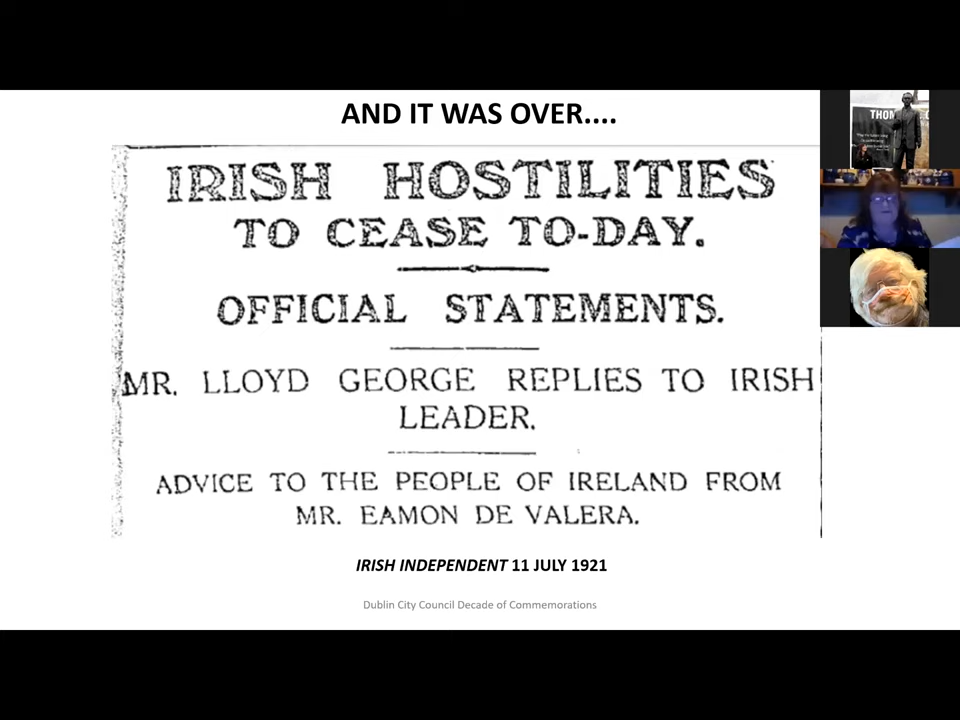 AND IT WAS OVER....
IRISH HOSTILITIES
TO CEASE TO-DAY.
OFFICIAL STATEMENTS.
MR. LLOYD GEORGE REPLIES TO IRISH
LEADER.
ADVICE TO THE PEOPLE OF IRELAND FROM
MR. EAMON DE VALERA.
IRISH INDEPENDENT 11 JULY 1921
Dublin City Council Decade of Commemorations